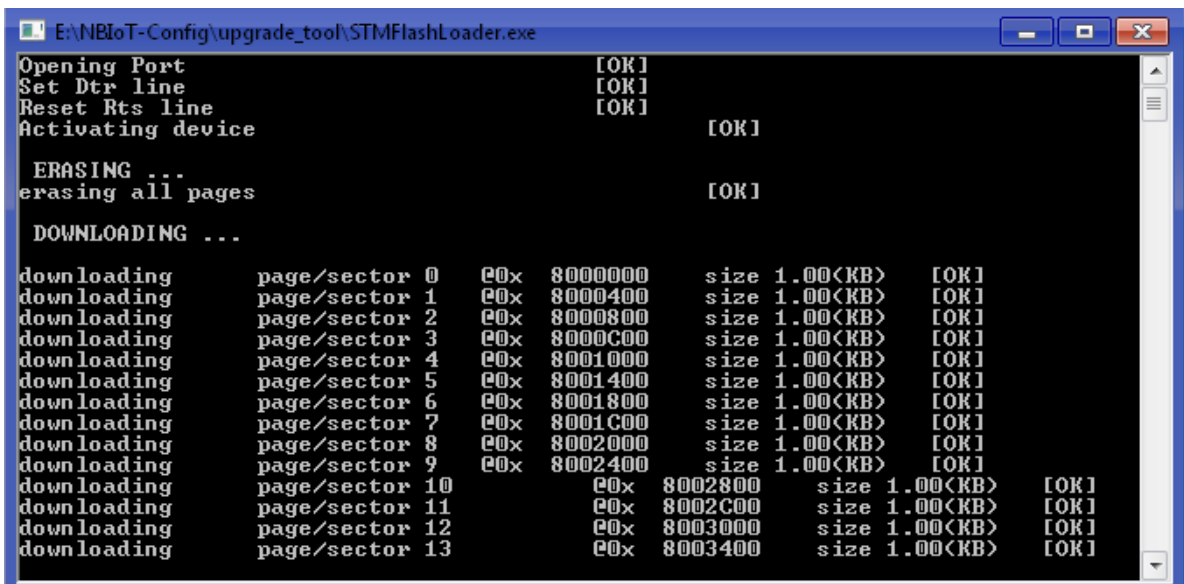 E:\NBIoT-Config\upgrade_tool\STMFlashLoader.exe
Opening Port [OK]
Set Dtr line [OK]
Reset Rts line [OK]
Activating device [OK]
ERASING ...
erasing all pages [OK]
DOWNLOADING ...
downloading page/sector 0 @0x 8000000 size 1.00(KB) [OK]
downloading page/sector 1 @0x 8000400 size 1.00(KB) [OK]
downloading page/sector 2 @0x 8000800 size 1.00(KB) [OK]
downloading page/sector 3 @0x 8000C00 size 1.00(KB) [OK]
downloading page/sector 4 @0x 8001000 size 1.00(KB) [OK]
downloading page/sector 5 @0x 8001400 size 1.00(KB) [OK]
downloading page/sector 6 @0x 8001800 size 1.00(KB) [OK]
downloading page/sector 7 @0x 8001C00 size 1.00(KB) [OK]
downloading page/sector 8 @0x 8002000 size 1.00(KB) [OK]
downloading page/sector 9 @0x 8002400 size 1.00(KB) [OK]
downloading page/sector 10 @0x 8002800 size 1.00(KB) [OK]
downloading page/sector 11 @0x 8002C00 size 1.00(KB) [OK]
downloading page/sector 12 @0x 8003000 size 1.00(KB) [OK]
downloading page/sector 13 @0x 8003400 size 1.00(KB) [OK]